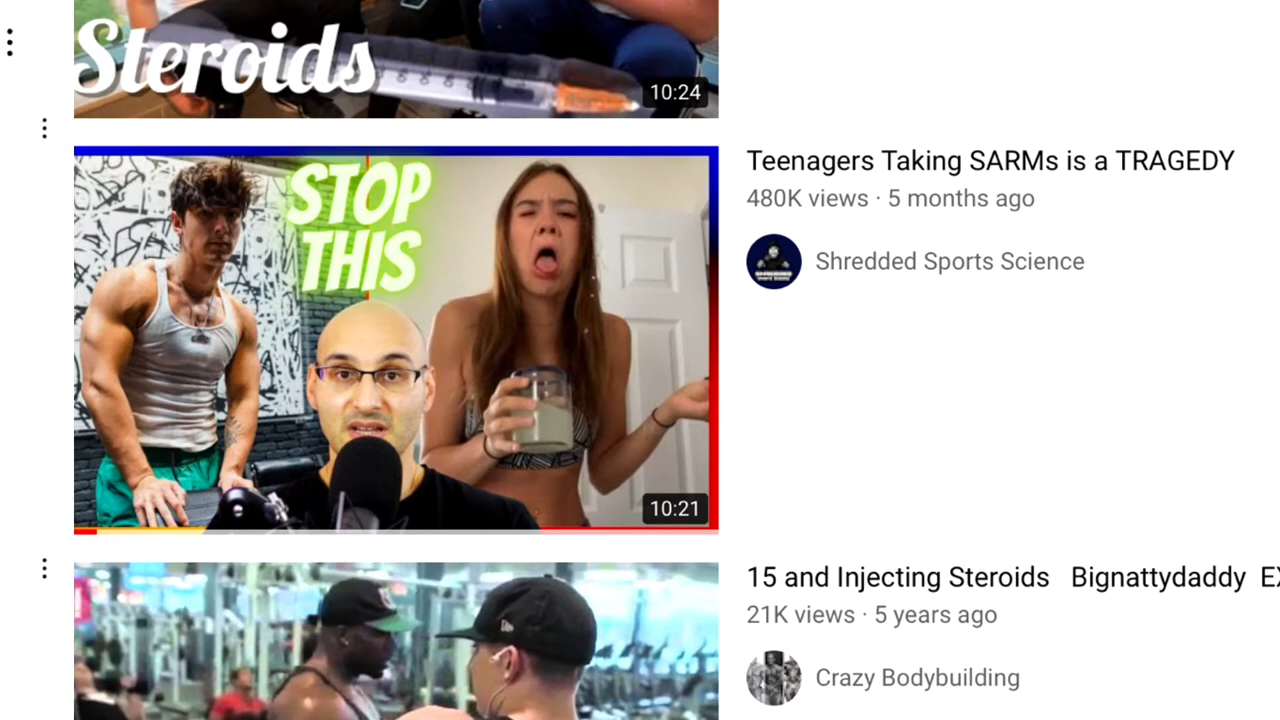 Steroids
10:24
STOP
THIS
10:21
Teenagers Taking SARMs is a TRAGEDY
480K views · 5 months ago
Shredded Sports Science
15 and Injecting Steroids Bignattydaddy
21K views · 5 years ago
Crazy Bodybuilding